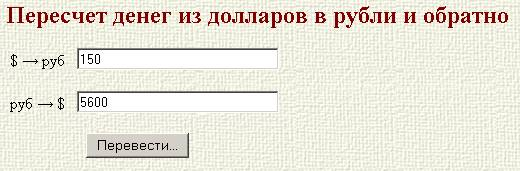 Пересчет денег из долларов в рубли и обратно
$ → руб 150
руб → $ 5600
Перевести...